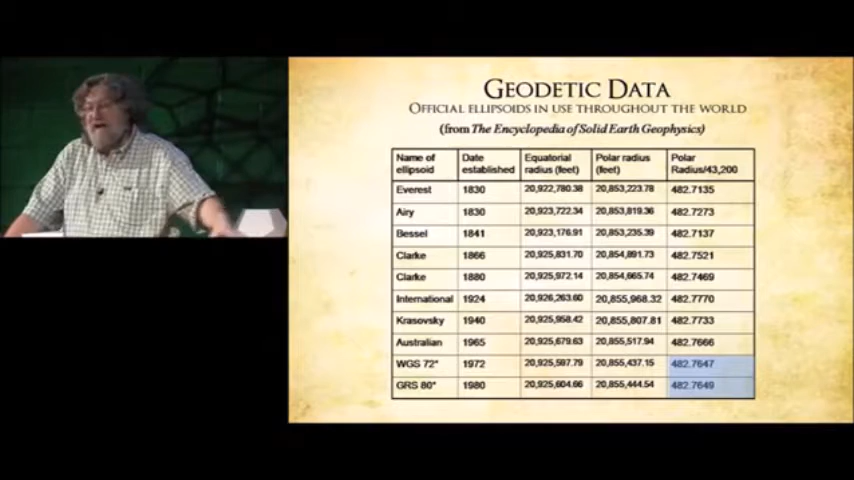 GEODETIC DATA
OFFICIAL ELLIPSOIDS IN USE THROUGHOUT THE WORLD
(from The Encyclopedia of Solid Earth Geophysics)
Name of ellipsoid Date established Equatorial radius (feet) Polar radius (feet) Polar Radius/43,200
Everest 1830 20,922,780.38 20,853,223.78 482.7135
Airy 1830 20,923,722.34 20,853,819.36 482.7273
Bessel 1841 20,923,176.91 20,853,235.39 482.7137
Clarke 1866 20,925,831.70 20,854,891.73 482.7521
Clarke 1880 20,925,972.14 20,854,665.74 482.7469
International 1924 20,926,263.60 20,855,968.32 482.7770
Krasovsky 1940 20,925,958.42 20,855,807.81 482.7733
Australian 1965 20,925,679.63 20,855,517.94 482.7666
WGS 72* 1972 20,925,597.79 20,855,437.15 482.7647
GRS 80* 1980 20,925,604.66 20,855,444.54 482.7649